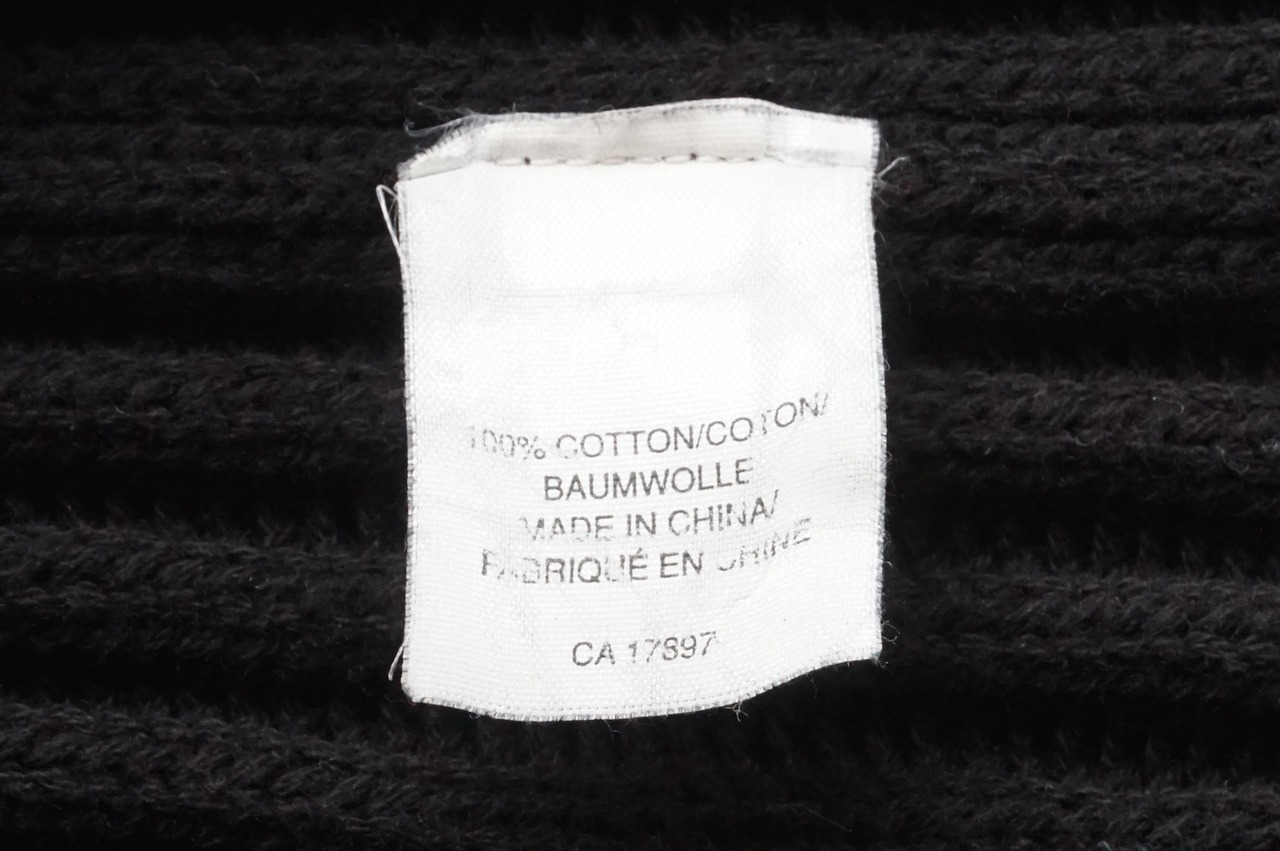 100% COTTON/COTON/
BAUMWOLLE
MADE IN CHINA/
FABRIQUÉ EN CHINE
CA 17897